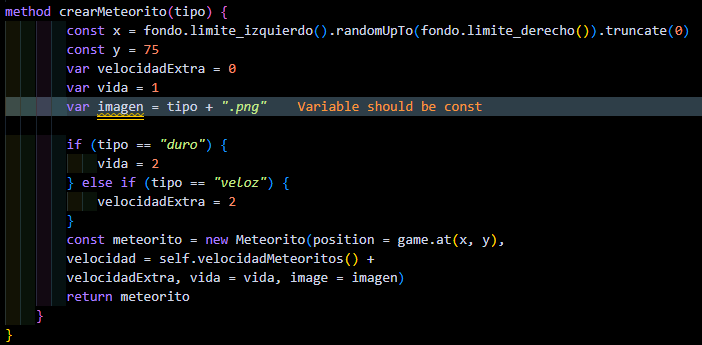 method crearMeteorito(tipo) {
const x = fondo.limite_izquierdo().randomUpTo(fondo.limite_derecho()).truncate(0)
const y = 75
var velocidadExtra = 0
var vida = 1
var imagen = tipo + ".png" Variable should be const
if (tipo == "duro") {
vida = 2
} else if (tipo == "veloz") {
velocidadExtra = 2
}
const meteorito = new Meteorito(position = game.at(x, y),
velocidad = self.velocidadMeteoritos() +
velocidadExtra, vida = vida, image = imagen)
return meteorito
}
}